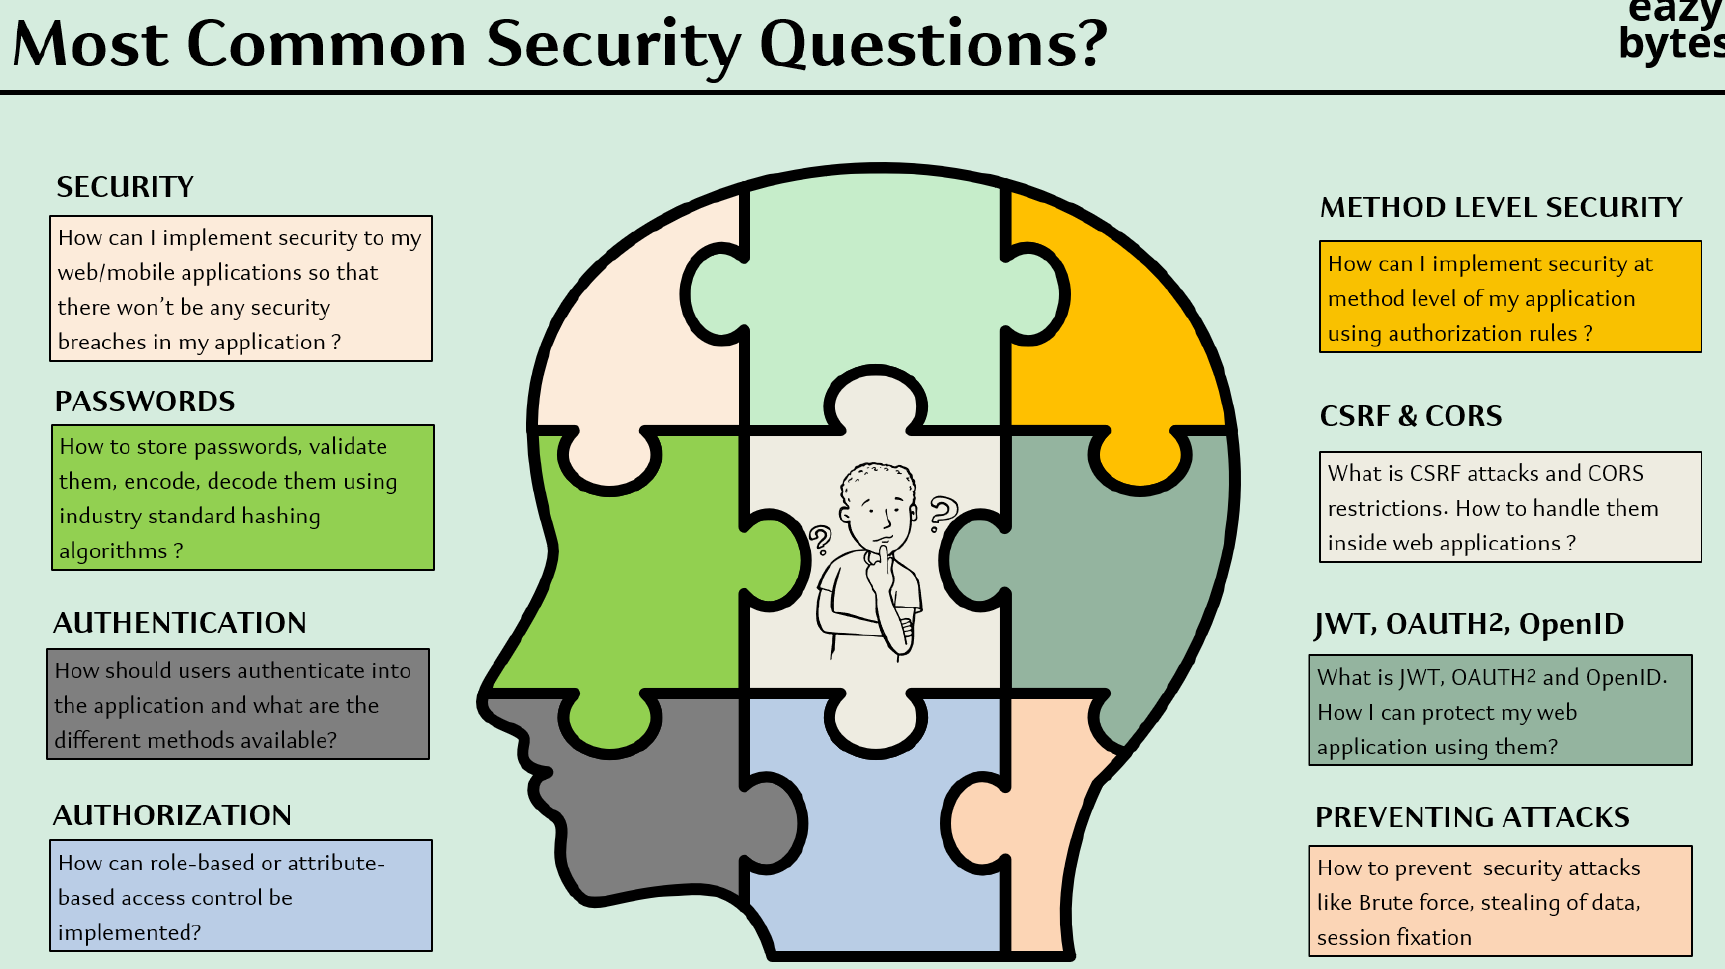 Most Common Security Questions?
eazy
bytes
SECURITY
How can I implement security to my
web/mobile applications so that
there won't be any security
breaches in my application ?
PASSWORDS
How to store passwords, validate
them, encode, decode them using
industry standard hashing
algorithms ?
AUTHENTICATION
How should users authenticate into
the application and what are the
different methods available?
AUTHORIZATION
How can role-based or attribute-
based access control be
implemented?
? ?
METHOD LEVEL SECURITY
How can I implement security at
method level of my application
using authorization rules ?
CSRF & CORS
What is CSRF attacks and CORS
restrictions. How to handle them
inside web applications ?
JWT, OAUTH2, OpenID
What is JWT, OAUTH2 and OpenID.
How I can protect my web
application using them?
PREVENTING ATTACKS
How to prevent  security attacks
like Brute force, stealing of data,
session fixation